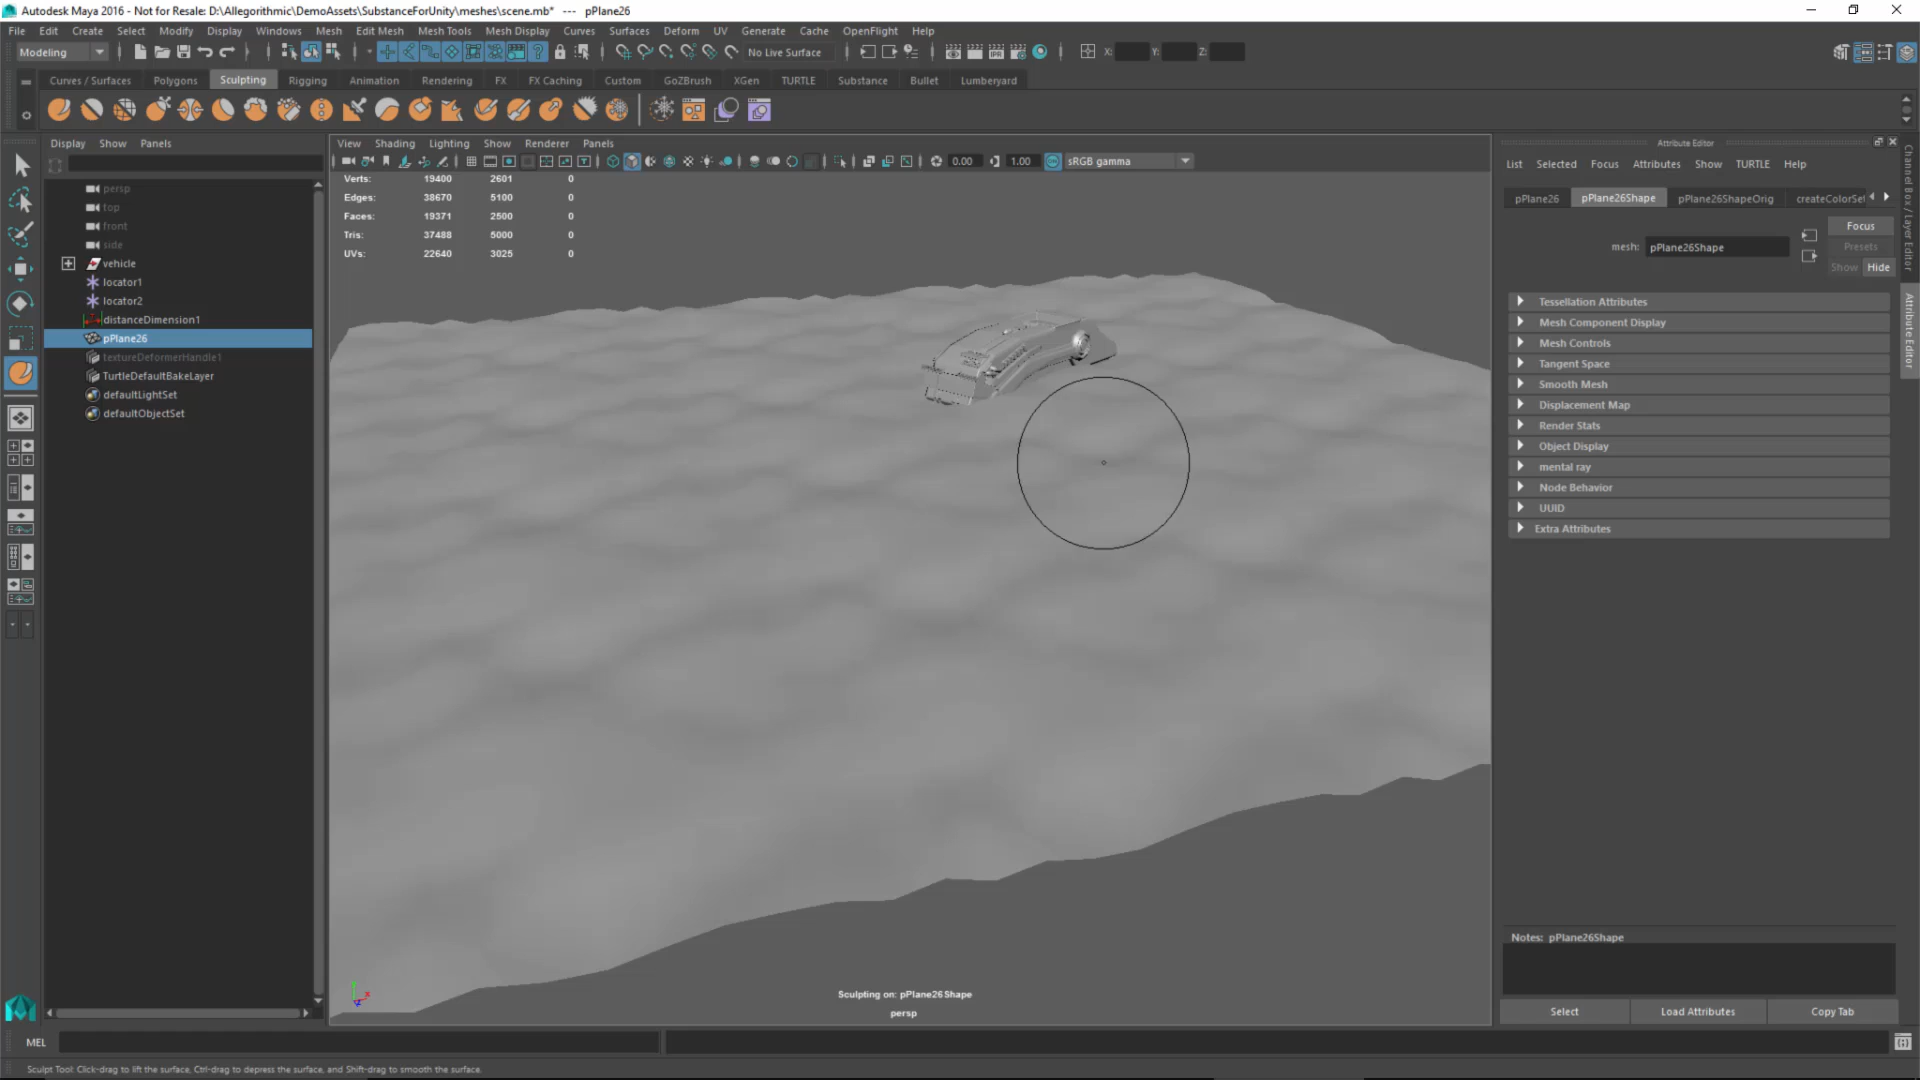 Autodesk Maya 2016 - Not for Resale: D:\Allegorithmic\DemoAssets\SubstanceForUnity\meshes\scene.mb* --- pPlane26
File Edit Create Select Modify Display Windows Mesh Edit Mesh Mesh Tools Mesh Display Curves Surfaces Deform UV Generate Cache OpenFlight Help
Modeling No Live Surface X: Y: Z:
Curves / Surfaces Polygons Sculpting Rigging Animation Rendering FX FX Caching Custom GoZBrush XGen TURTLE Substance Bullet Lumberyard
Display Show Panels
View Shading Lighting Show Renderer Panels
0.00 1.00 sRGB gamma
persp
top
front
side
vehicle
locator1
locator2
distanceDimension1
pPlane26
textureDeformerHandle1
TurtleDefaultBakeLayer
defaultLightSet
defaultObjectSet
Verts: 19400 2601 0
Edges: 38670 5100 0
Faces: 19371 2500 0
Tris: 37488 5000 0
UVs: 22640 3025 0
Sculpting on: pPlane26Shape
persp
Attribute Editor
List Selected Focus Attributes Show TURTLE Help
pPlane26 pPlane26Shape pPlane26ShapeOrig createColorSet
mesh: pPlane26Shape
Focus
Presets
Show Hide
Tessellation Attributes
Mesh Component Display
Mesh Controls
Tangent Space
Smooth Mesh
Displacement Map
Render Stats
Object Display
mental ray
Node Behavior
UUID
Extra Attributes
Notes: pPlane26Shape
Select Load Attributes Copy Tab
Channel Box / Layer Editor
Attribute Editor
MEL
Sculpt Tool: Click-drag to lift the surface, Ctrl-drag to depress the surface, and Shift-drag to smooth the surface.